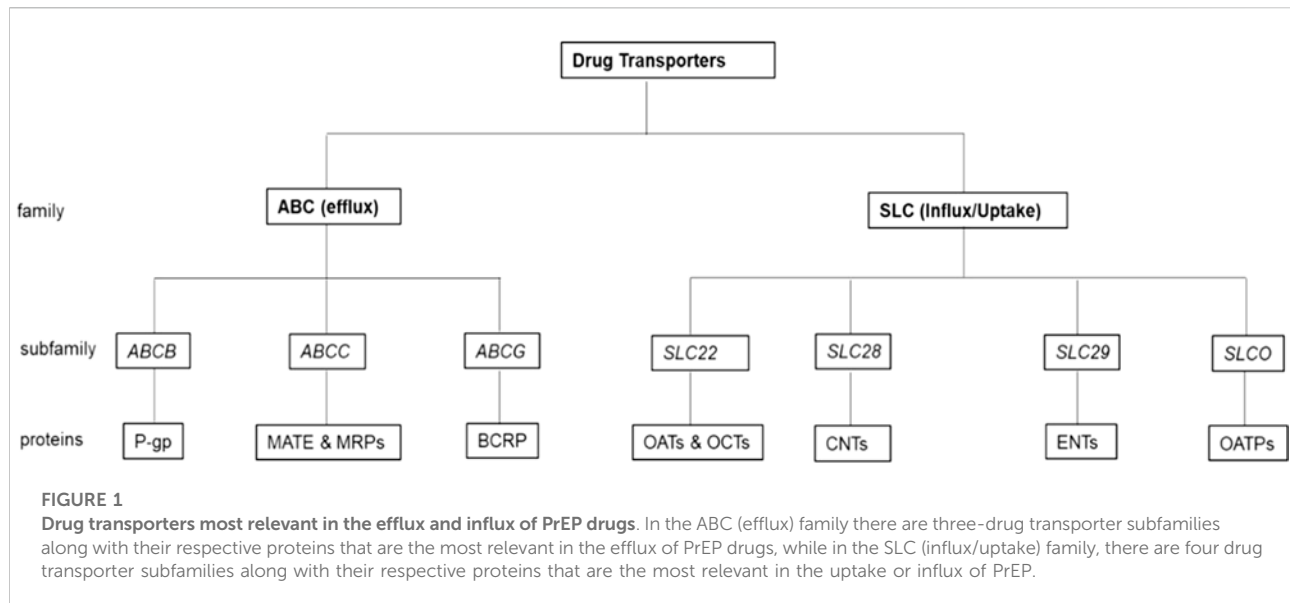 Drug Transporters
family
ABC (efflux)
SLC (Influx/Uptake)
subfamily
ABCB
ABCC
ABCG
SLC22
SLC28
SLC29
SLCO
proteins
P-gp
MATE & MRPs
BCRP
OATs & OCTs
CNTs
ENTs
OATPs
FIGURE 1
Drug transporters most relevant in the efflux and influx of PrEP drugs. In the ABC (efflux) family there are three-drug transporter subfamilies
along with their respective proteins that are the most relevant in the efflux of PrEP drugs, while in the SLC (influx/uptake) family, there are four drug
transporter subfamilies along with their respective proteins that are the most relevant in the uptake or influx of PrEP.